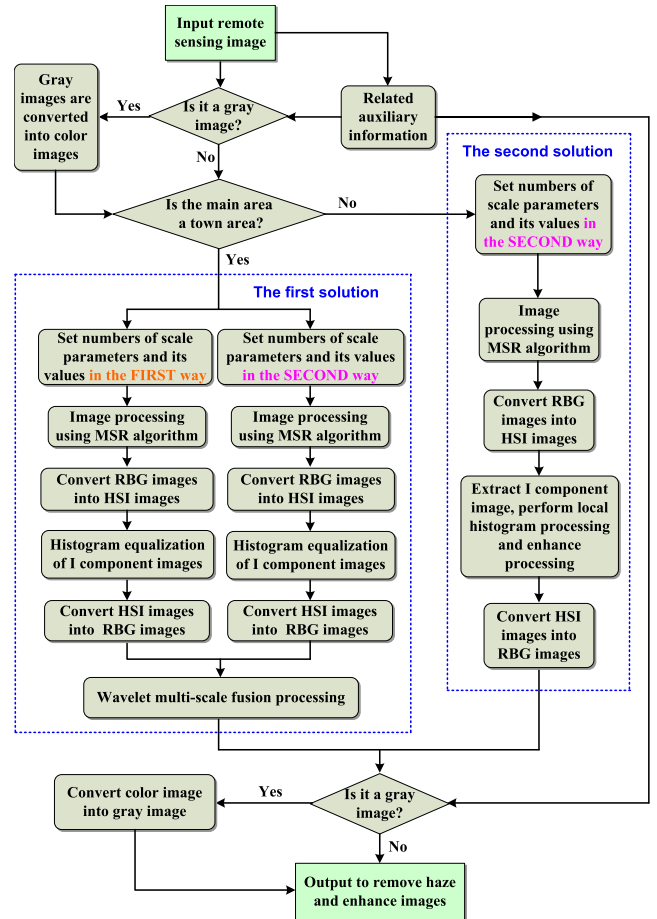 Input remote
sensing image
Gray
images are
converted
into color
images
Yes
Is it a gray
image?
Related
auxiliary
information
No
The second solution
Is the main area
a town area?
No
Set numbers of
scale parameters
and its values in
the SECOND way
Yes
The first solution
Set numbers of scale
parameters and its
values in the FIRST way
Set numbers of scale
parameters and its values
in the SECOND way
Image
processing using
MSR algorithm
Image processing
using MSR algorithm
Image processing
using MSR algorithm
Convert RBG
images into
HSI images
Convert RBG images
into HSI images
Convert RBG images
into HSI images
Extract I component
image, perform local
histogram processing
and enhance
processing
Histogram equalization
of I component images
Histogram equalization
of I component images
Convert HSI images
into RBG images
Convert HSI images
into RBG images
Convert HSI
images into
RBG images
Wavelet multi-scale fusion processing
Convert color image
into gray image
Yes
Is it a gray
image?
No
Output to remove haze
and enhance images